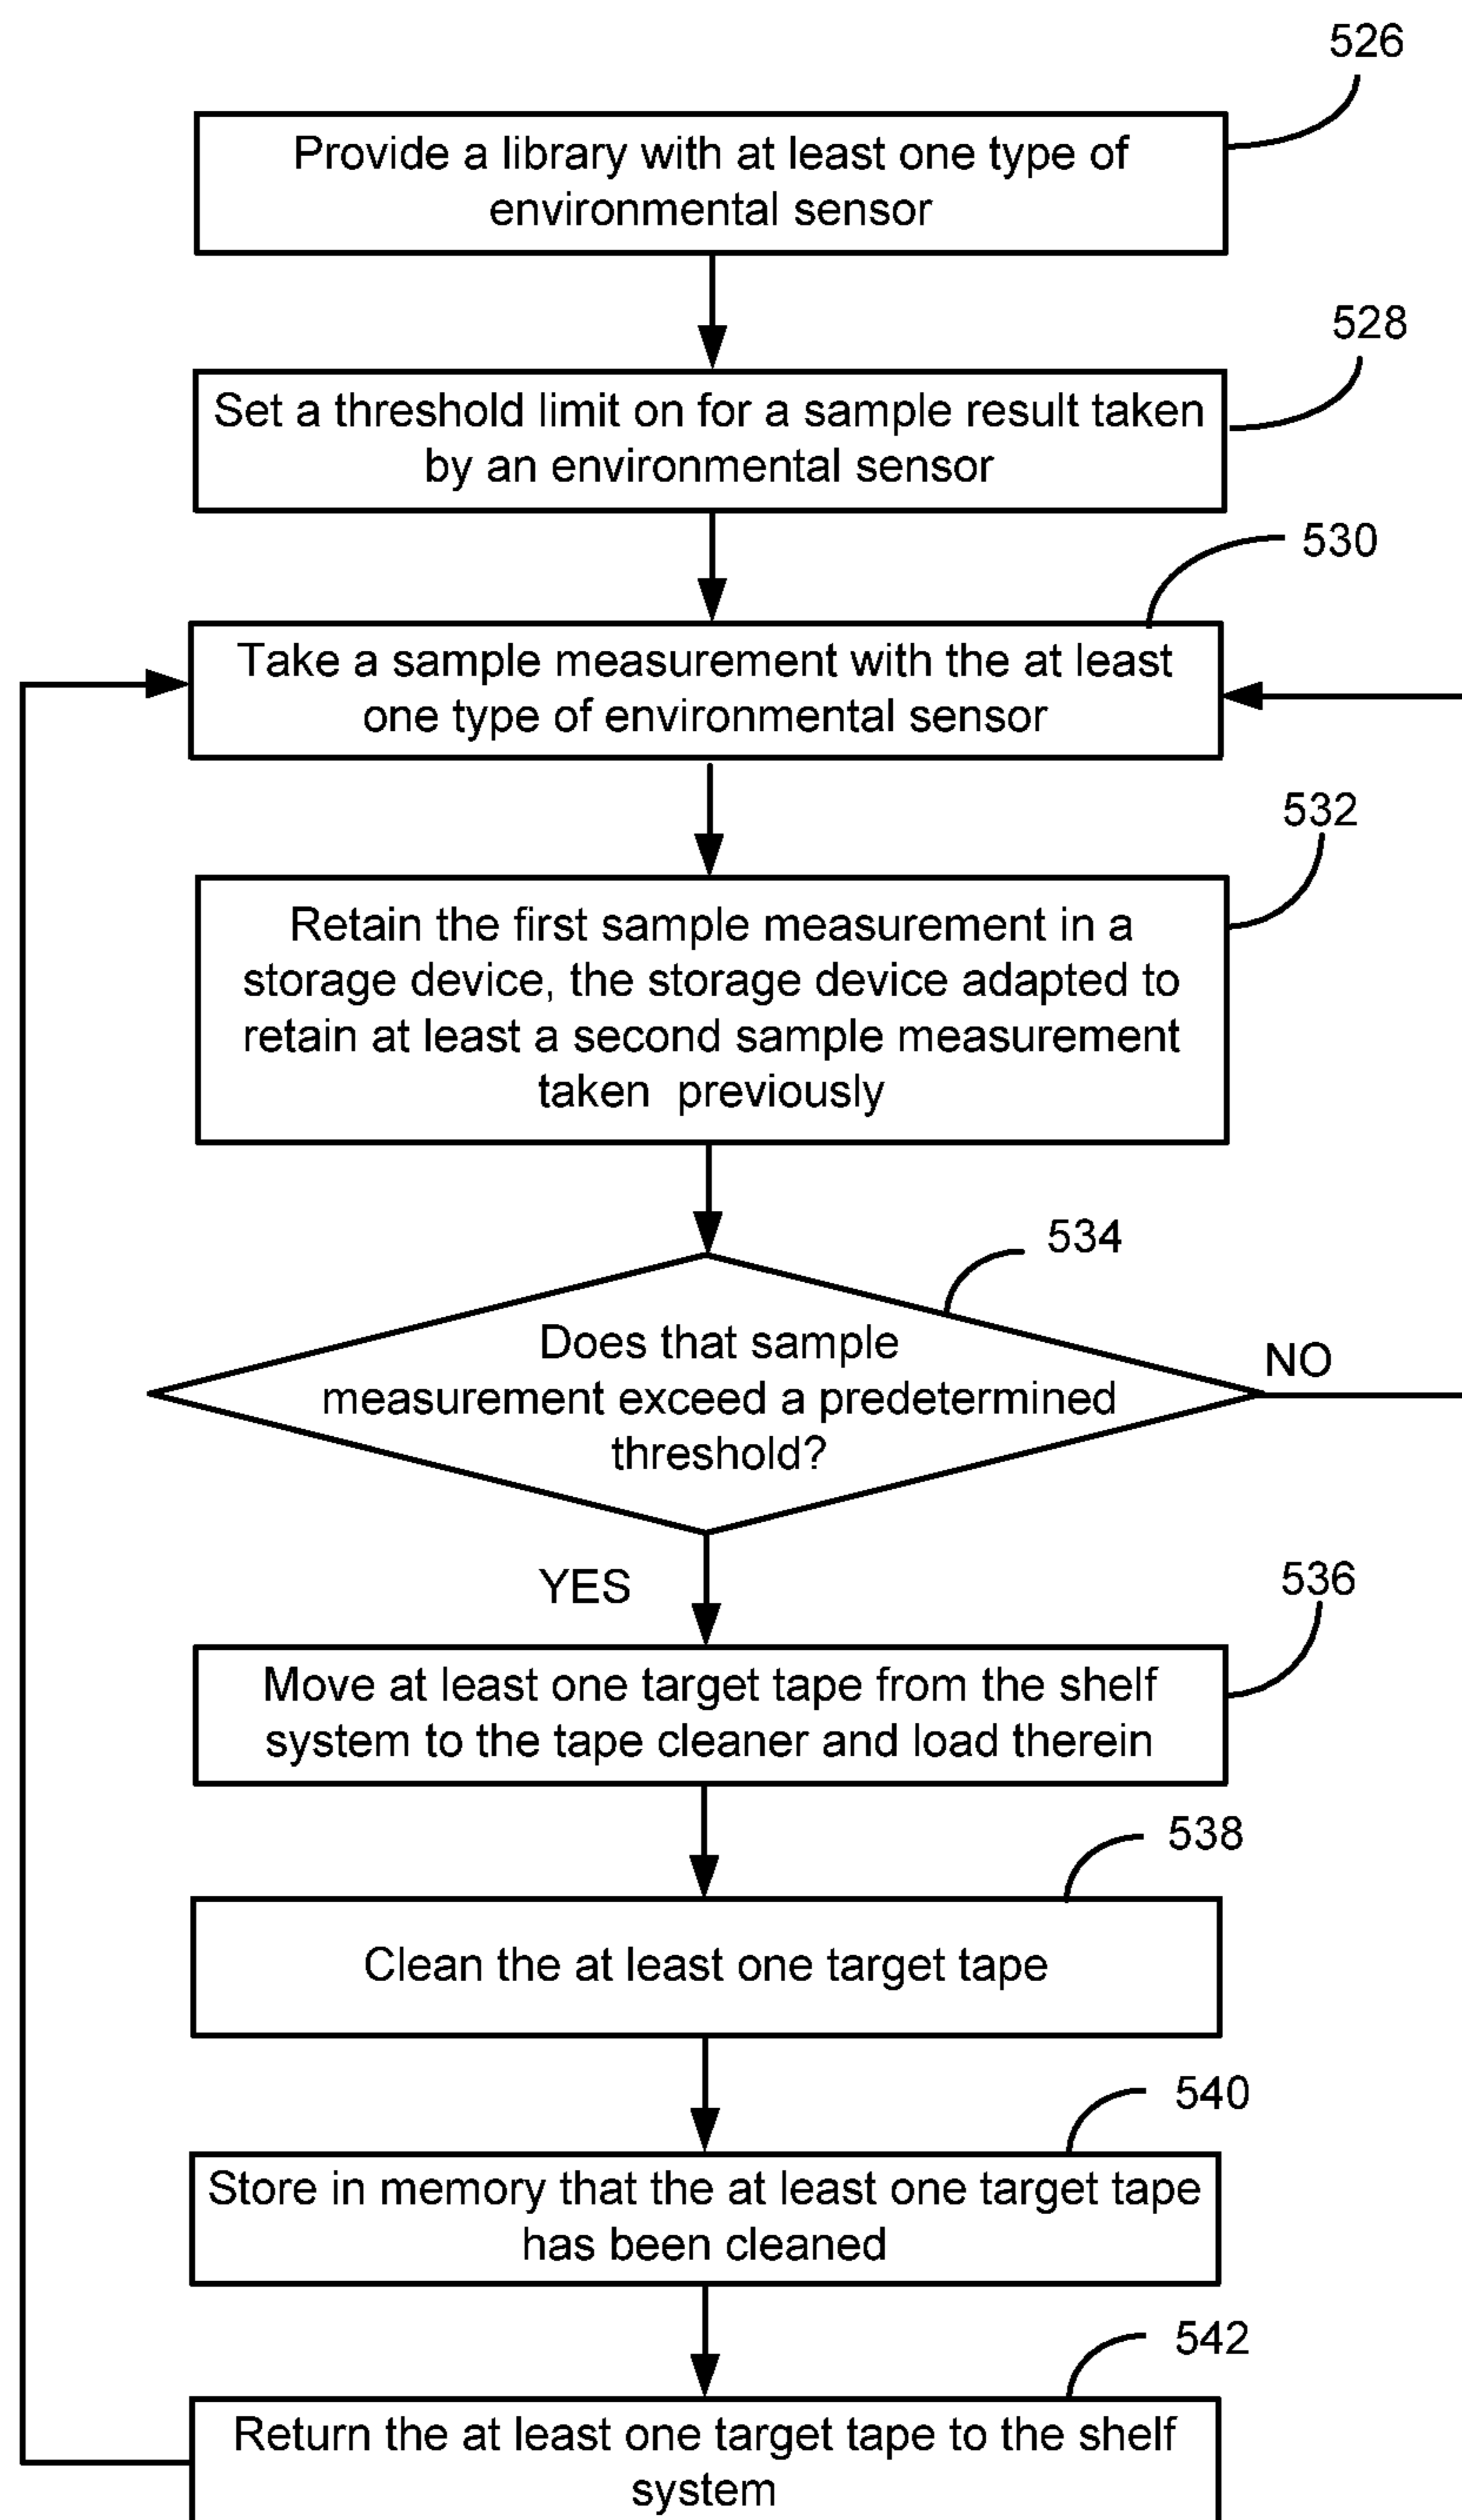 526
Provide a library with at least one type of
environmental sensor
528
Set a threshold limit on for a sample result taken
by an environmental sensor
530
Take a sample measurement with the at least
one type of environmental sensor
532
Retain the first sample measurement in a
storage device, the storage device adapted to
retain at least a second sample measurement
taken previously
534
Does that sample
measurement exceed a predetermined
threshold?
NO
YES
536
Move at least one target tape from the shelf
system to the tape cleaner and load therein
538
Clean the at least one target tape
540
Store in memory that the at least one target tape
has been cleaned
542
Return the at least one target tape to the shelf
system